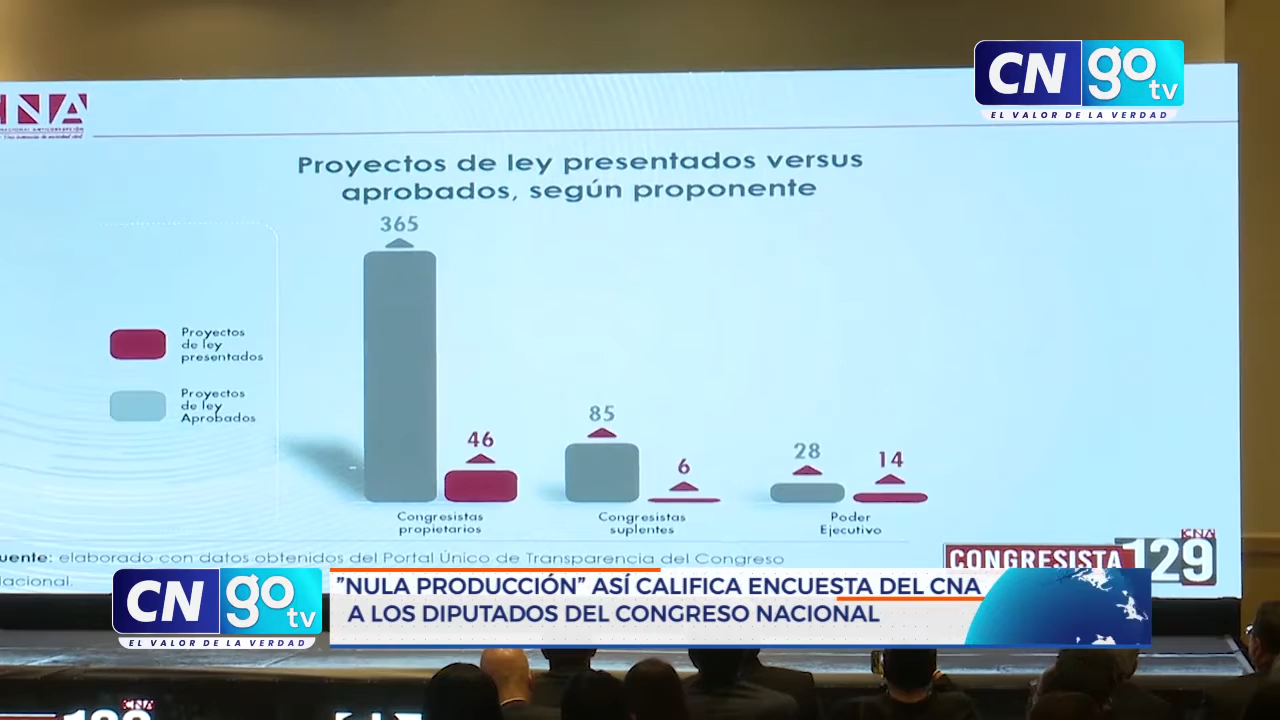 CNA
CN go tv
EL VALOR DE LA VERDAD
Proyectos de ley presentados versus
aprobados, según proponente
365
46
85
6
28
14
Proyectos
de ley
presentados
Proyectos
de ley
Aprobados
Congresistas
propietarios
Congresistas
suplentes
Poder
Ejecutivo
uente: elaborado con datos obtenidos del Portal Único de Transparencia del Congreso
Nacional.
CNA
CONGRESISTA 129
CN go tv
EL VALOR DE LA VERDAD
"NULA PRODUCCIÓN" ASÍ CALIFICA ENCUESTA DEL CNA
A LOS DIPUTADOS DEL CONGRESO NACIONAL
CNA